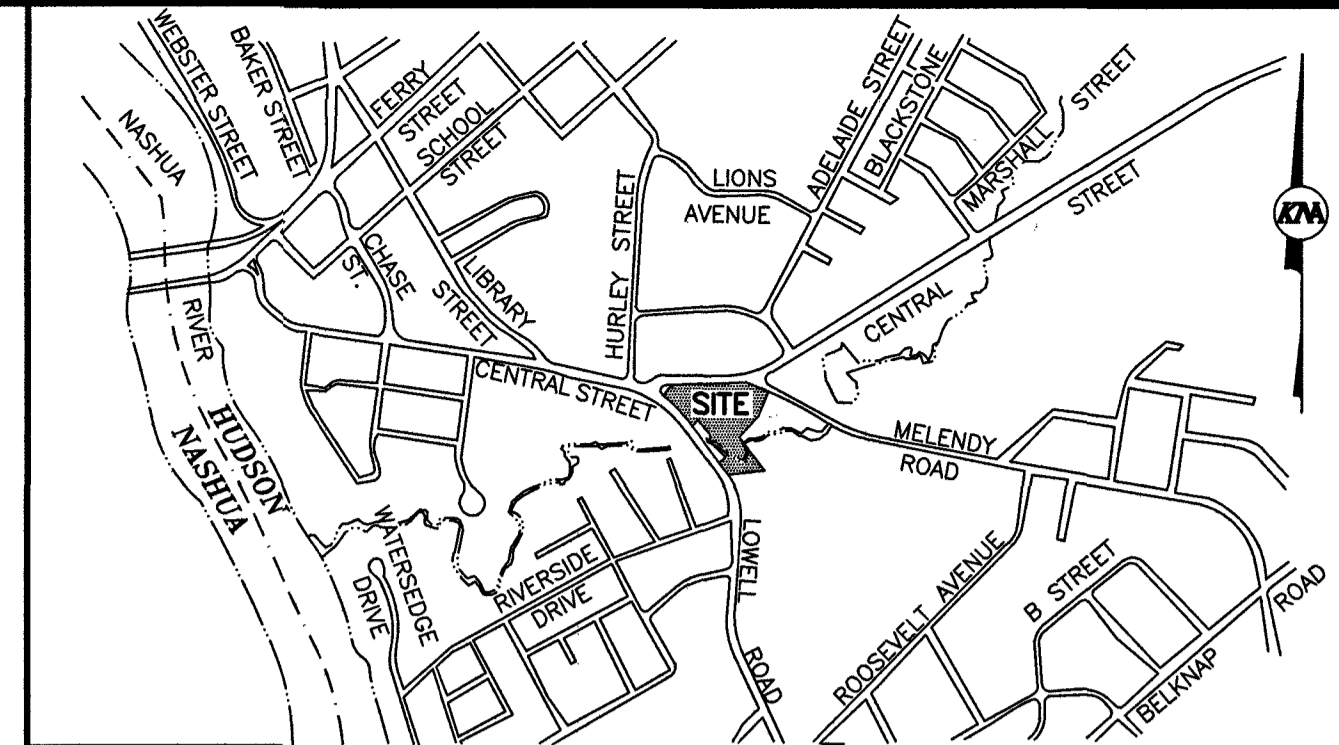 WEBSTER STREET
BAKER STREET
FERRY
STREET
SCHOOL
STREET
NASHUA
RIVER
HUDSON
NASHUA
CHASE
ST.
LIBRARY
STREET
HURLEY STREET
LIONS
AVENUE
ADELAIDE STREET
BLACKSTONE
MARSHALL
STREET
CENTRAL
STREET
KNA
CENTRAL STREET
SITE
MELENDY
ROAD
WATERSEDGE
DRIVE
RIVERSIDE
DRIVE
LOWELL
ROAD
ROOSEVELT AVENUE
B STREET
BELKNAP
ROAD